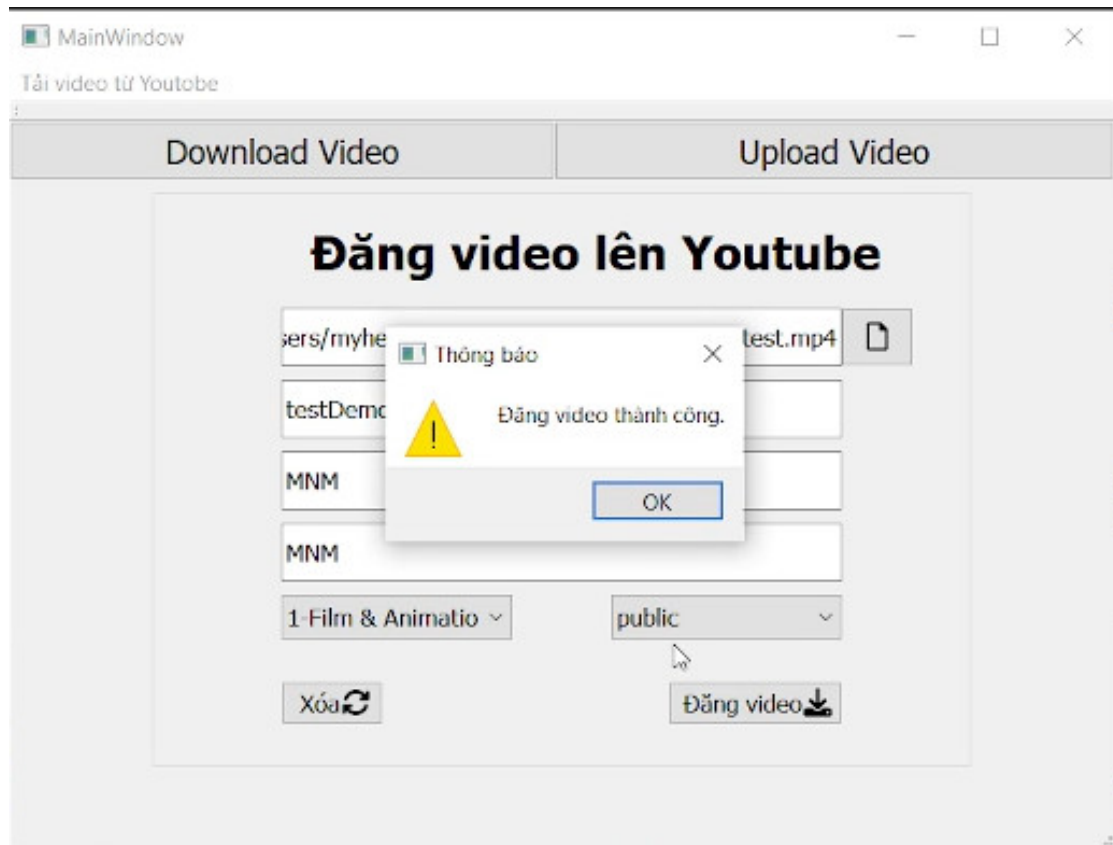 MainWindow
Tải video từ Youtobe
Download Video Upload Video
Đăng video lên Youtube
sers/myhe test.mp4
Thông báo
testDemo
Đăng video thành công.
MNM
OK
MNM
1-Film & Animatio public
Xóa Đăng video